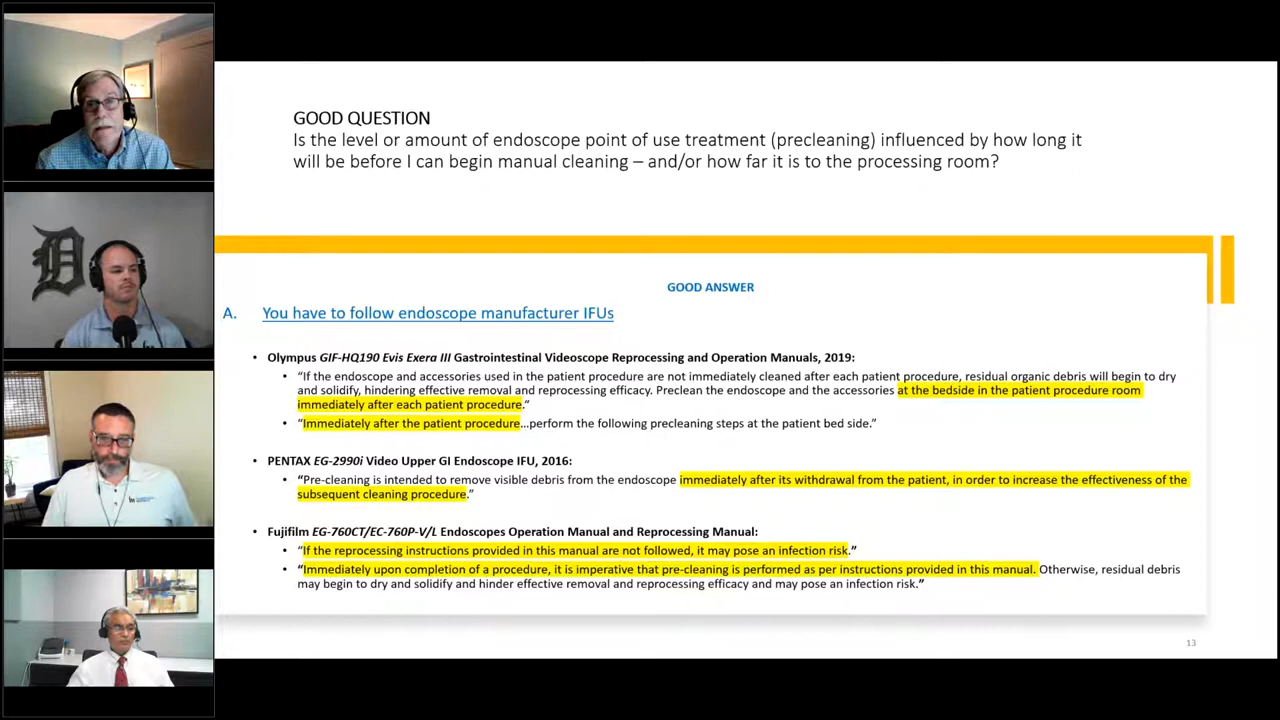 GOOD QUESTION
Is the level or amount of endoscope point of use treatment (precleaning) influenced by how long it
will be before I can begin manual cleaning – and/or how far it is to the processing room?
GOOD ANSWER
A. You have to follow endoscope manufacturer IFUs
• Olympus GIF-HQ190 Evis Exera III Gastrointestinal Videoscope Reprocessing and Operation Manuals, 2019:
• “If the endoscope and accessories used in the patient procedure are not immediately cleaned after each patient procedure, residual organic debris will begin to dry
and solidify, hindering effective removal and reprocessing efficacy. Preclean the endoscope and the accessories at the bedside in the patient procedure room
immediately after each patient procedure.“
• “Immediately after the patient procedure…perform the following precleaning steps at the patient bed side.”
• PENTAX EG-2990i Video Upper GI Endoscope IFU, 2016:
• “Pre-cleaning is intended to remove visible debris from the endoscope immediately after its withdrawal from the patient, in order to increase the effectiveness of the
subsequent cleaning procedure.”
• Fujifilm EG-760CT/EC-760P-V/L Endoscopes Operation Manual and Reprocessing Manual:
• “If the reprocessing instructions provided in this manual are not followed, it may pose an infection risk.”
• “Immediately upon completion of a procedure, it is imperative that pre-cleaning is performed as per instructions provided in this manual. Otherwise, residual debris
may begin to dry and solidify and hinder effective removal and reprocessing efficacy and may pose an infection risk.”
13